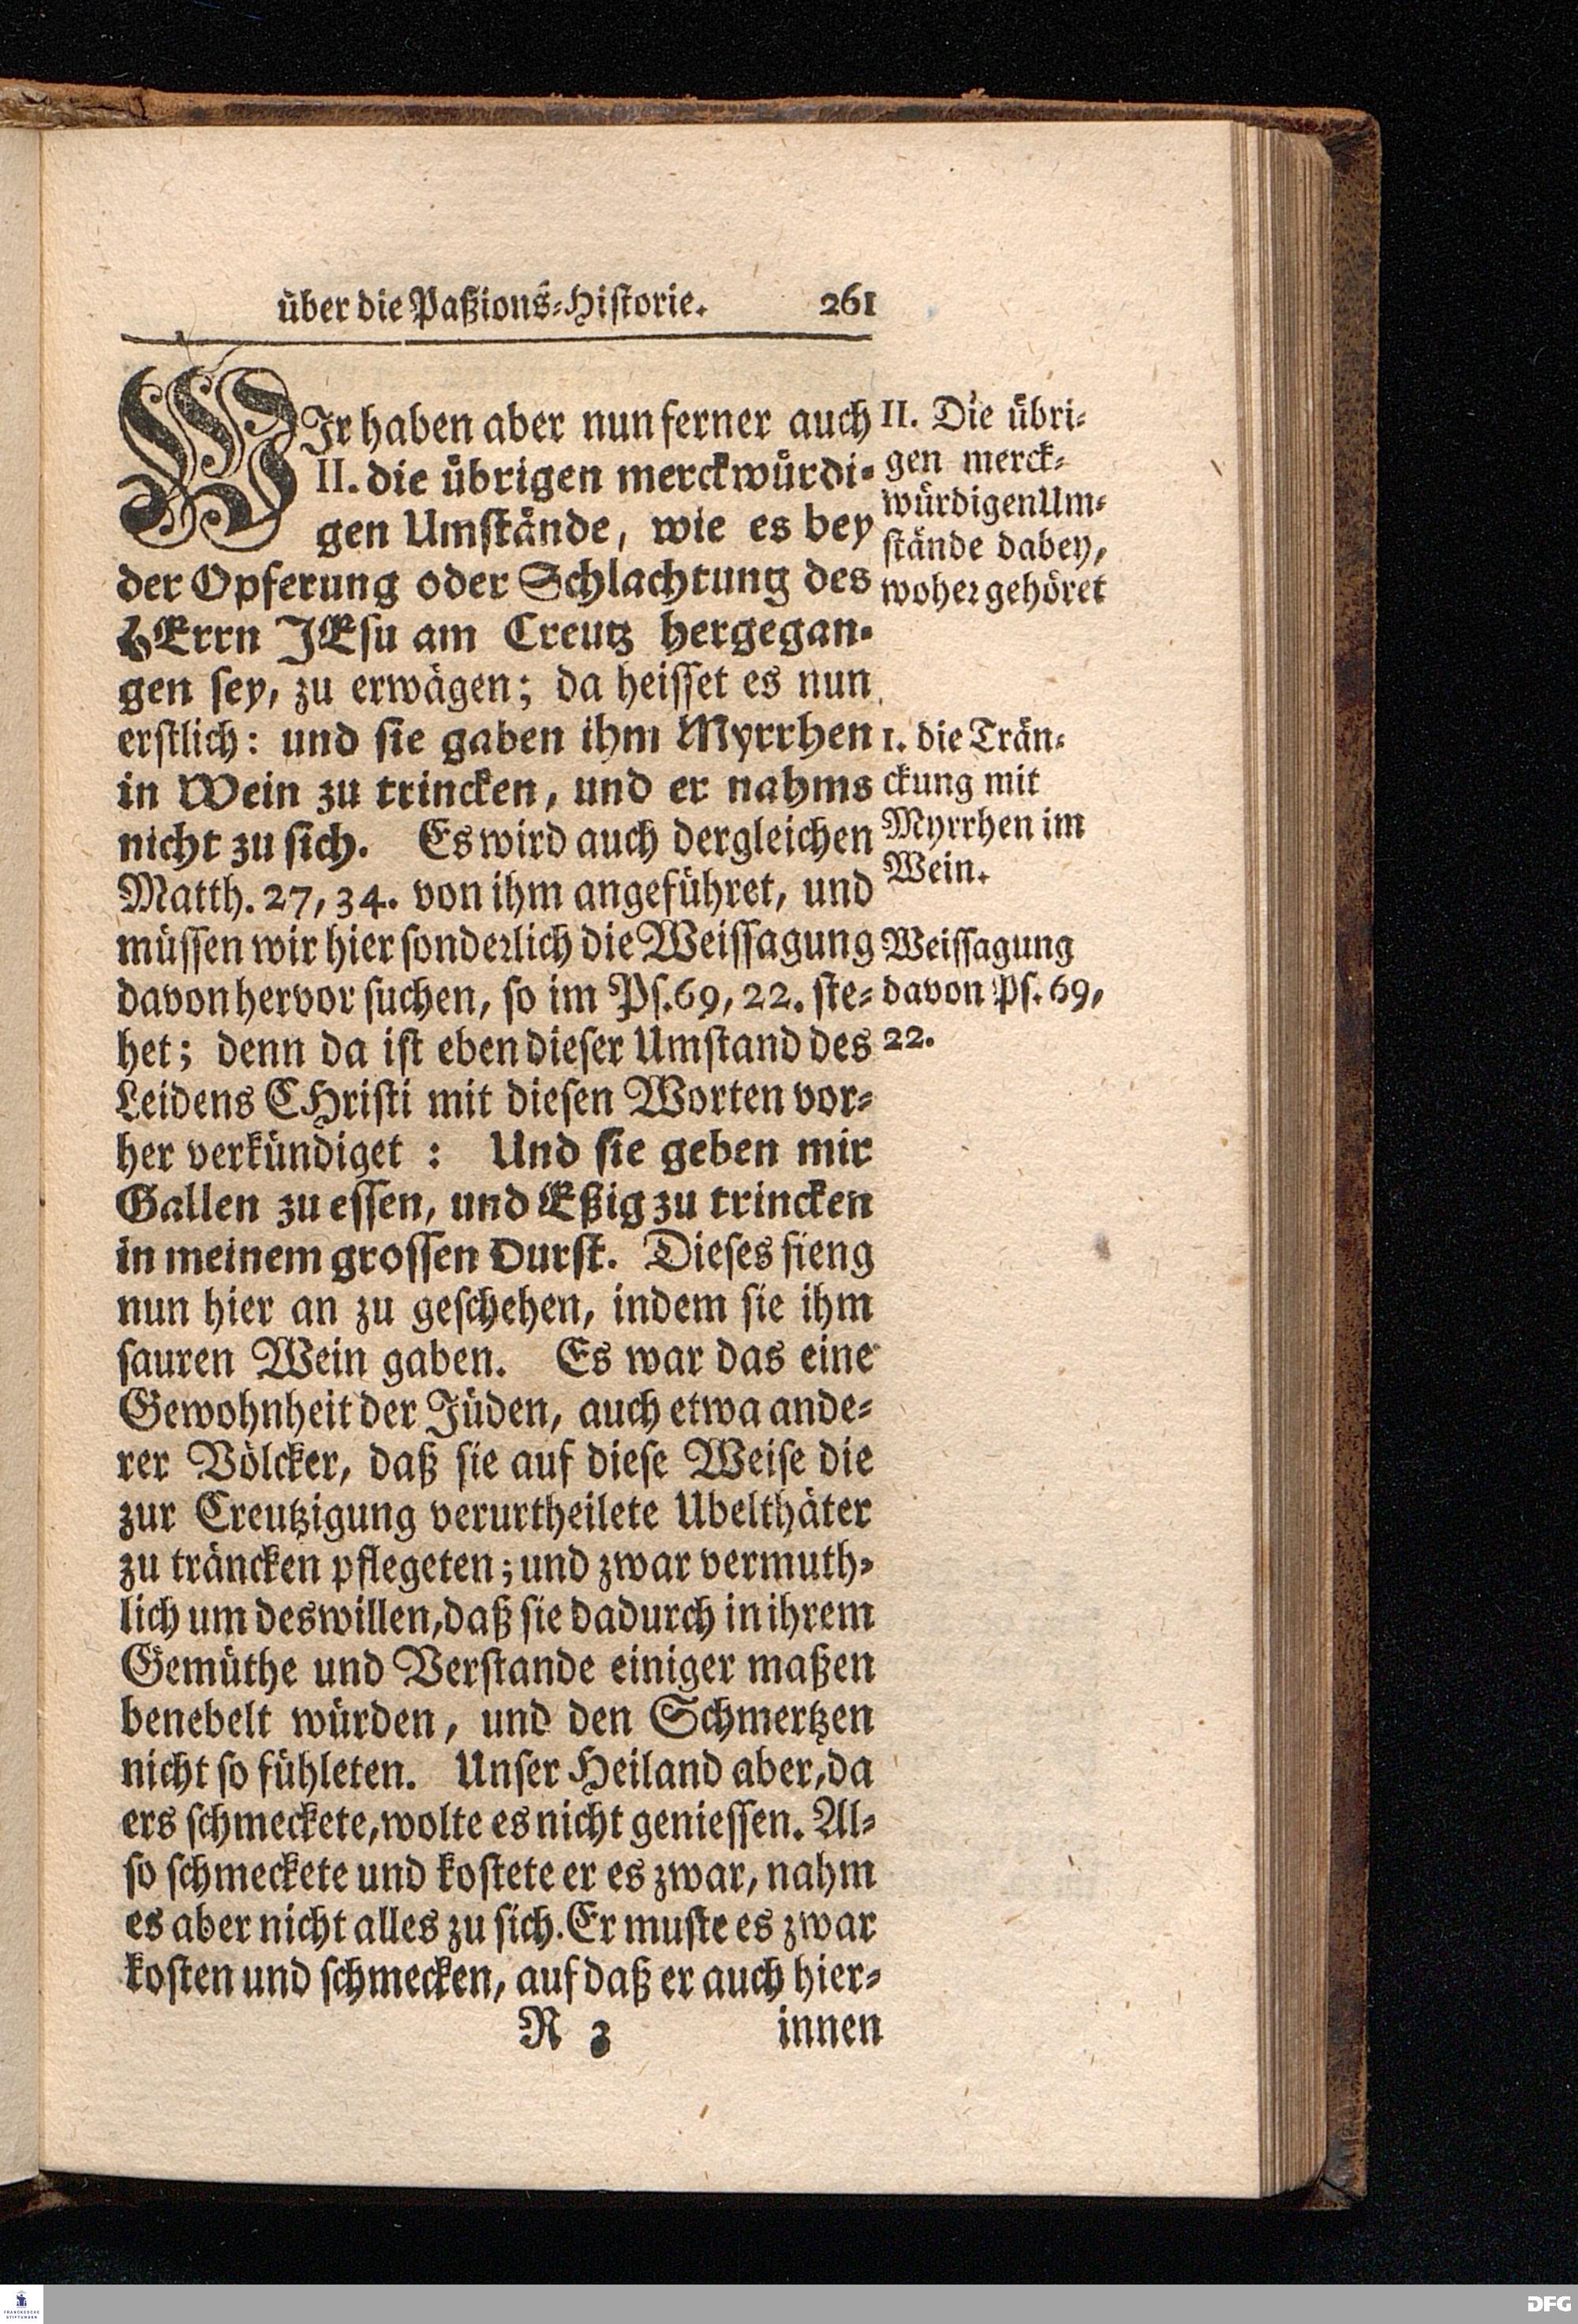 über die Paßions-Historie. 261
WIr haben aber nun ferner auch
II. die übrigen merckwürdi-
gen Umstände, wie es bey
der Opferung oder Schlachtung des
HErrn JEsu am Creutz hergegan-
gen sey, zu erwägen; da heisset es nun
erstlich: und sie gaben ihm Myrrhen
in Wein zu trincken, und er nahms
nicht zu sich. Es wird auch dergleichen
Matth. 27, 34. von ihm angeführet, und
müssen wir hier sonderlich die Weissagung
davon hervor suchen, so im Ps. 69, 22. ste-
het; denn da ist eben dieser Umstand des
Leidens CHristi mit diesen Worten vor-
her verkündiget : Und sie geben mir
Gallen zu essen, und Eßig zu trincken
in meinem grossen Durst. Dieses fieng
nun hier an zu geschehen, indem sie ihm
sauren Wein gaben. Es war das eine
Gewohnheit der Jüden, auch etwa ande-
rer Völcker, daß sie auf diese Weise die
zur Creutzigung verurtheilete Ubelthäter
zu träncken pflegeten; und zwar vermuth-
lich um deswillen, daß sie dadurch in ihrem
Gemüthe und Verstande einiger maßen
benebelt würden, und den Schmertzen
nicht so fühleten. Unser Heiland aber, da
ers schmeckete, wolte es nicht geniessen. Al-
so schmeckete und kostete er es zwar, nahm
es aber nicht alles zu sich. Er muste es zwar
kosten und schmecken, auf daß er auch hier-
R 3 innen
II. Die übri-
gen merck-
würdigen Um-
stände dabey,
woher gehöret
1. die Trän-
ckung mit
Myrrhen im
Wein.
Weissagung
davon Ps. 69,
22.
FRANCKESCHE
STIFTUNGEN
DFG